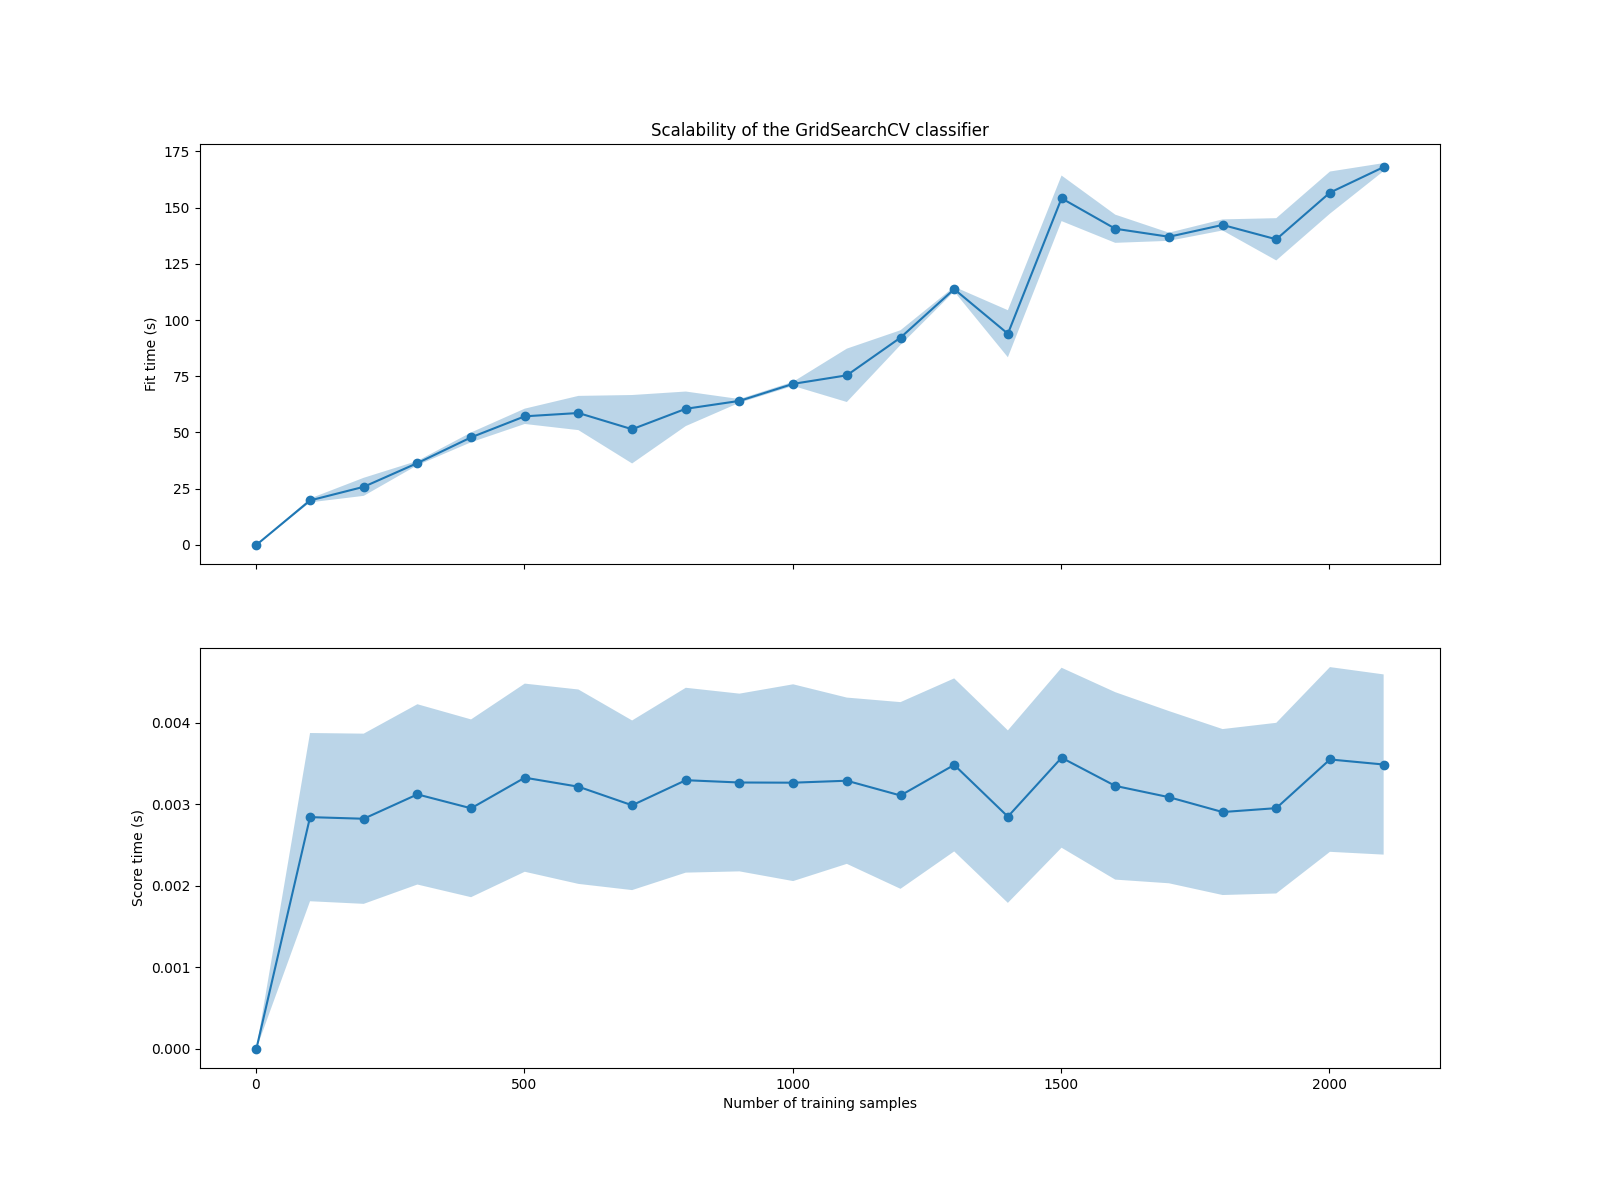 Scalability of the GridSearchCV classifier
175
150
125
100
75
50
25
0
Fit time (s)
0.004
0.003
0.002
0.001
0.000
Score time (s)
0 500 1000 1500 2000
Number of training samples